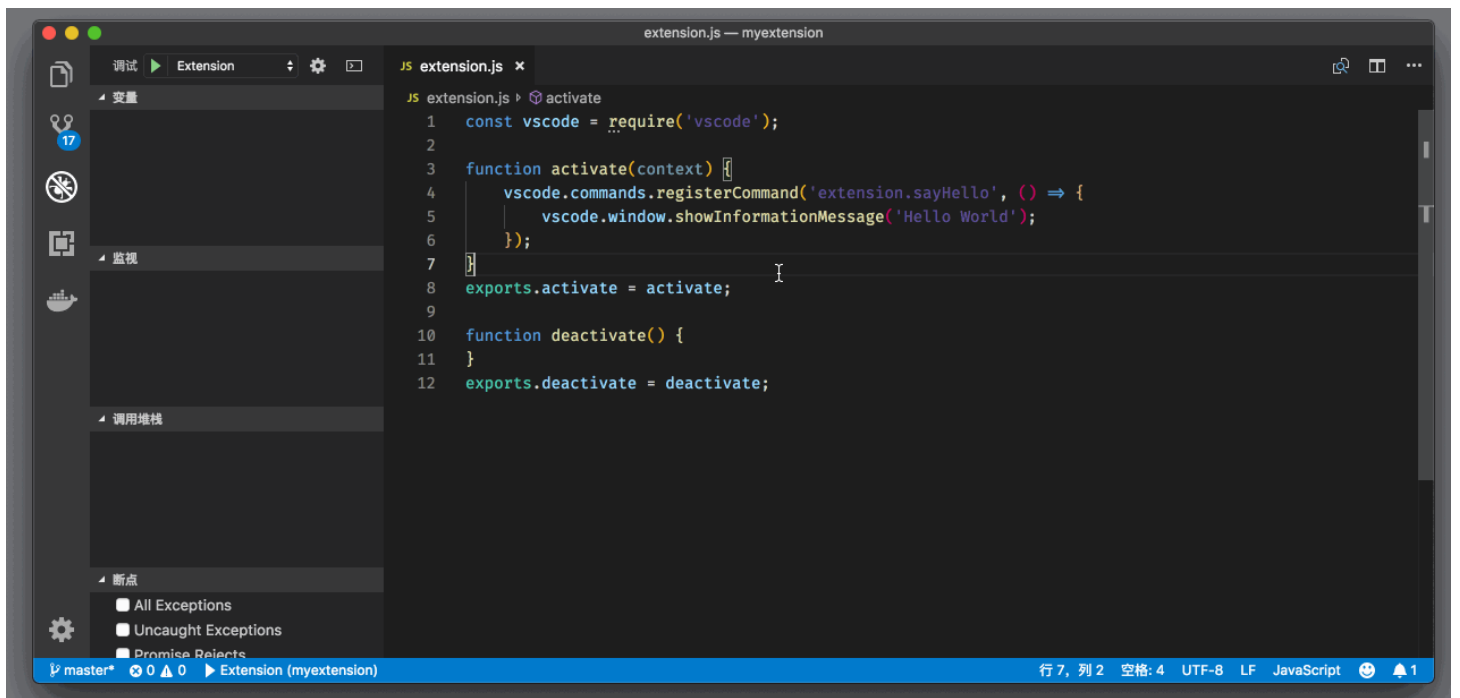 extension.js — myextension
调试 Extension
JS extension.js ×
变量
JS extension.js activate
17
1 const vscode = require('vscode');
2
3 function activate(context) {
4 vscode.commands.registerCommand('extension.sayHello', () => {
5 vscode.window.showInformationMessage('Hello World');
6 });
7 }
8 exports.activate = activate;
9
10 function deactivate() {
11 }
12 exports.deactivate = deactivate;
监视
调用堆栈
断点
All Exceptions
Uncaught Exceptions
Promise Rejects
master* 0 0 Extension (myextension) 行 7，列 2 空格: 4 UTF-8 LF JavaScript 1